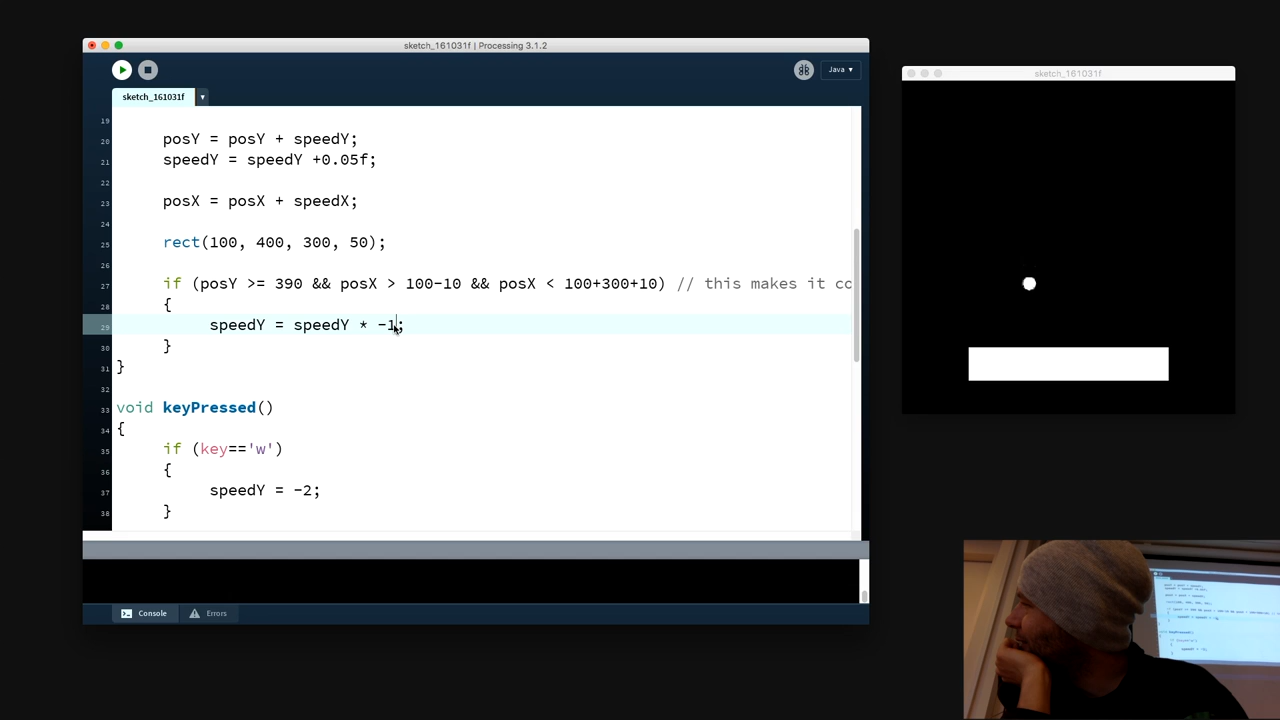 sketch_161031f | Processing 3.1.2
Java ▾
sketch_161031f ▾
19
20 posY = posY + speedY;
21 speedY = speedY +0.05f;
22
23 posX = posX + speedX;
24
25 rect(100, 400, 300, 50);
26
27 if (posY >= 390 && posX > 100-10 && posX < 100+300+10) // this makes it co
28 {
29 speedY = speedY * -1;
30 }
31 }
32
33 void keyPressed()
34 {
35 if (key=='w')
36 {
37 speedY = -2;
38 }
Console Errors
sketch_161031f